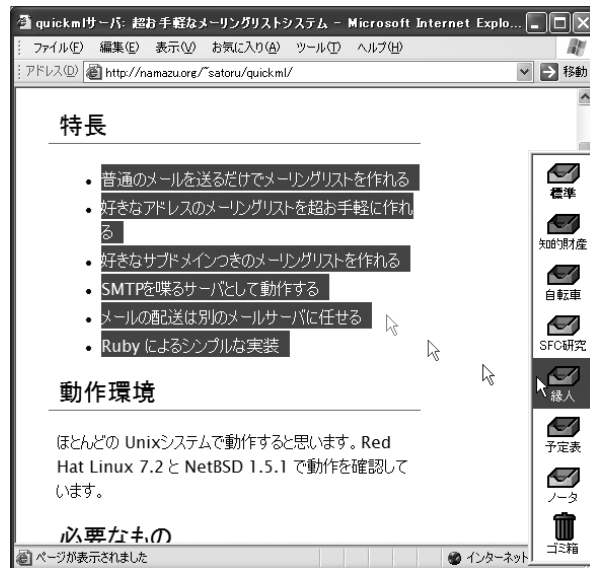 quickmlサーバ: 超お手軽なメーリングリストシステム - Microsoft Internet Explo...
ファイル(F) 編集(E) 表示(V) お気に入り(A) ツール(T) ヘルプ(H)
アドレス(D) http://namazu.org/~satoru/quickml/ 移動
特長
• 普通のメールを送るだけでメーリングリストを作れる
• 好きなアドレスのメーリングリストを超お手軽に作れ
る
• 好きなサブドメインつきのメーリングリストを作れる
• SMTPを喋るサーバとして動作する
• メールの配送は別のメールサーバに任せる
• Ruby によるシンプルな実装
動作環境
ほとんどの Unixシステムで動作すると思います。Red
Hat Linux 7.2 と NetBSD 1.5.1 で動作を確認して
います。
必要なもの
ページが表示されました インターネット
標準
知的財産
自転車
SFC研究
縁人
予定表
ノータ
ゴミ箱